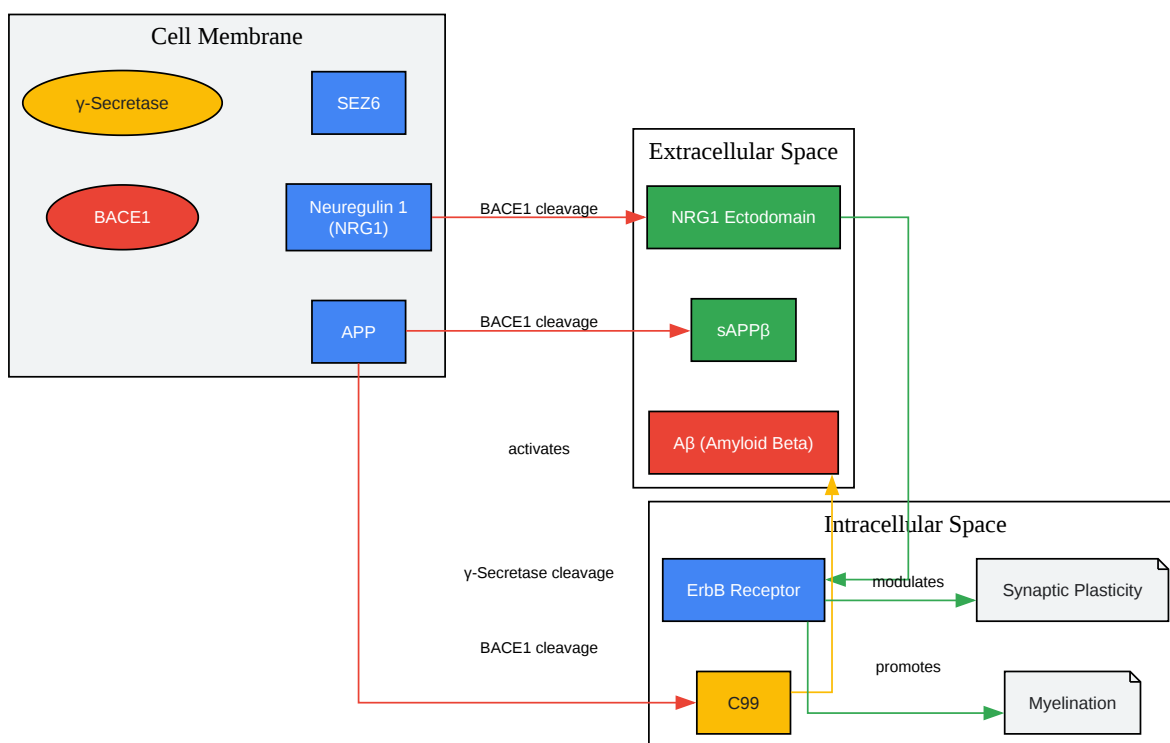 Cell Membrane
γ-Secretase
SEZ6
BACE1
Neuregulin 1
(NRG1)
APP
BACE1 cleavage
BACE1 cleavage
Extracellular Space
NRG1 Ectodomain
sAPPβ
Aβ (Amyloid Beta)
activates
γ-Secretase cleavage
BACE1 cleavage
Intracellular Space
ErbB Receptor
modulates
Synaptic Plasticity
promotes
C99
Myelination